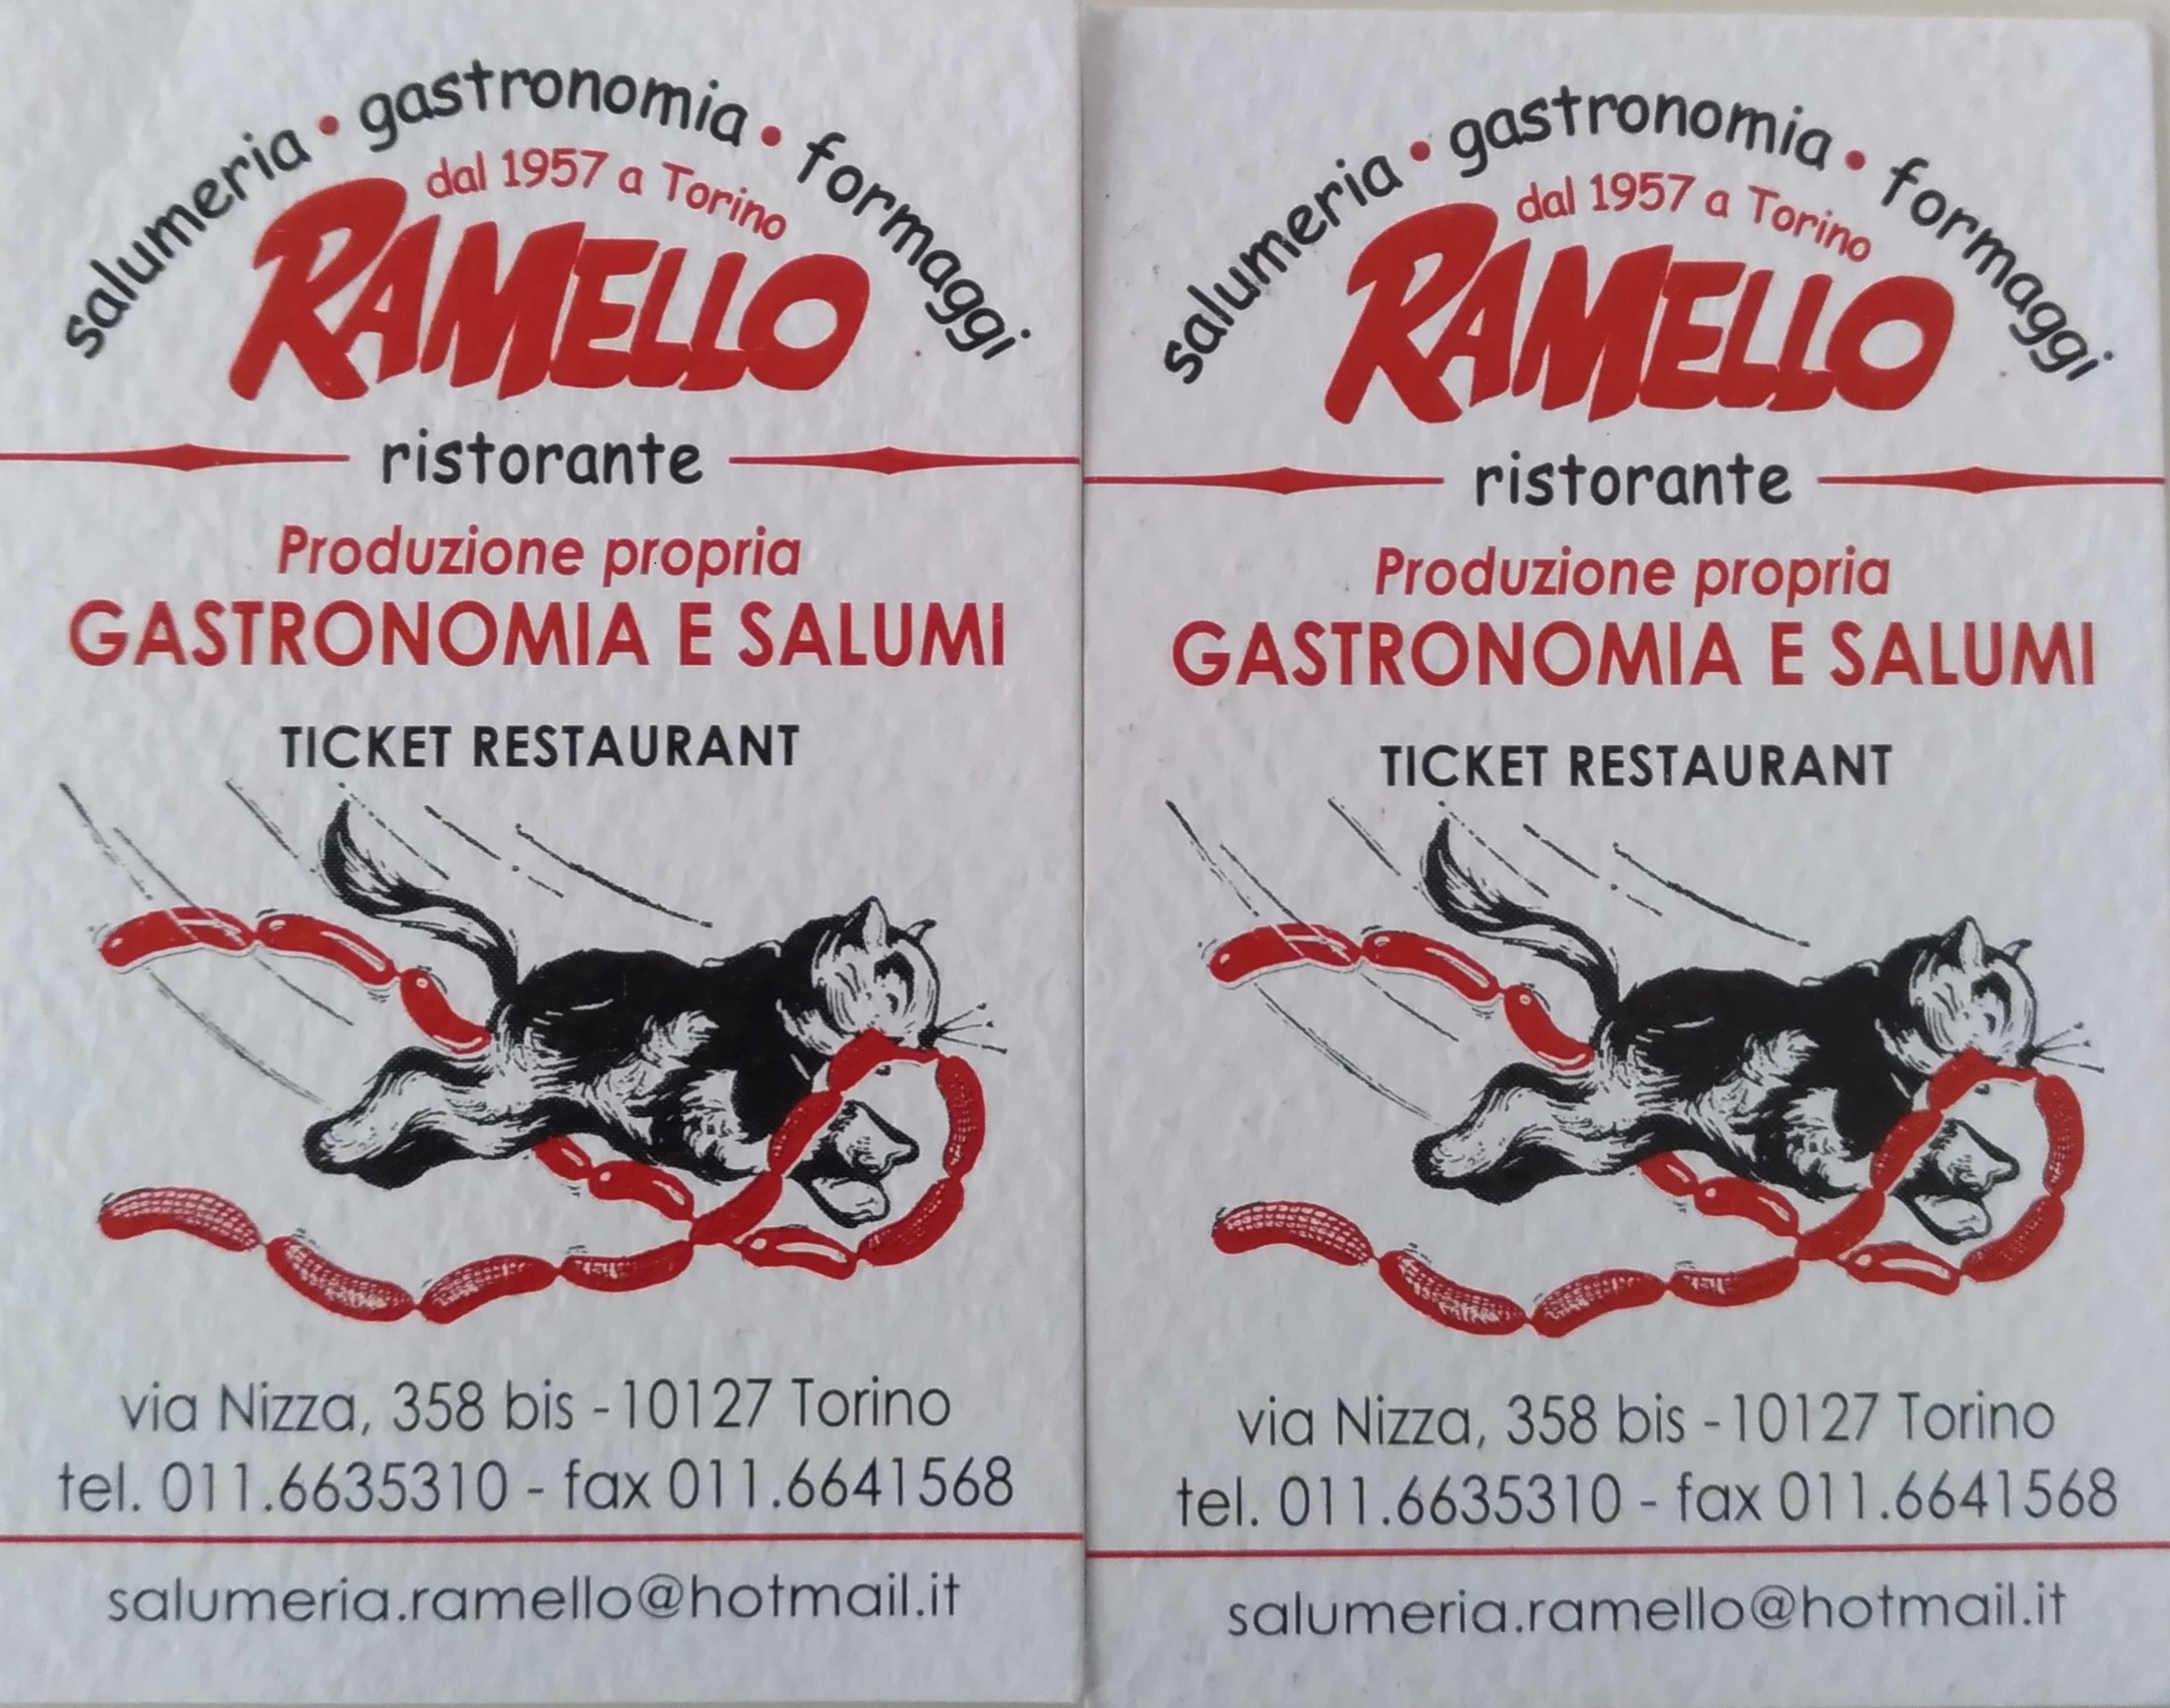 salumeria • gastronomia • formaggi
dal 1957 a Torino
RAMELLO
ristorante
Produzione propria
GASTRONOMIA E SALUMI
TICKET RESTAURANT
via Nizza, 358 bis - 10127 Torino
tel. 011.6635310 - fax 011.6641568
salumeria.ramello@hotmail.it
salumeria • gastronomia • formaggi
dal 1957 a Torino
RAMELLO
ristorante
Produzione propria
GASTRONOMIA E SALUMI
TICKET RESTAURANT
via Nizza, 358 bis - 10127 Torino
tel. 011.6635310 - fax 011.6641568
salumeria.ramello@hotmail.it